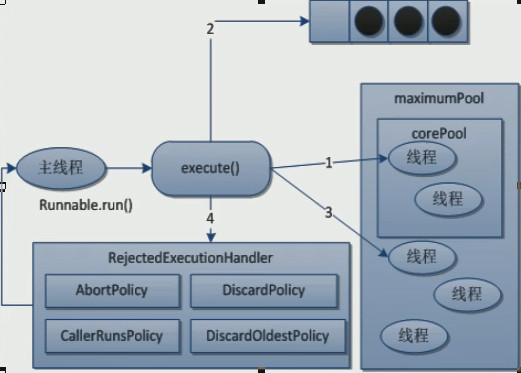 2
maximumPool
corePool
线程
线程
主线程
execute()
1
3
线程
线程
线程
Runnable.run()
4
RejectedExecutionHandler
AbortPolicy
DiscardPolicy
CallerRunsPolicy
DiscardOldestPolicy